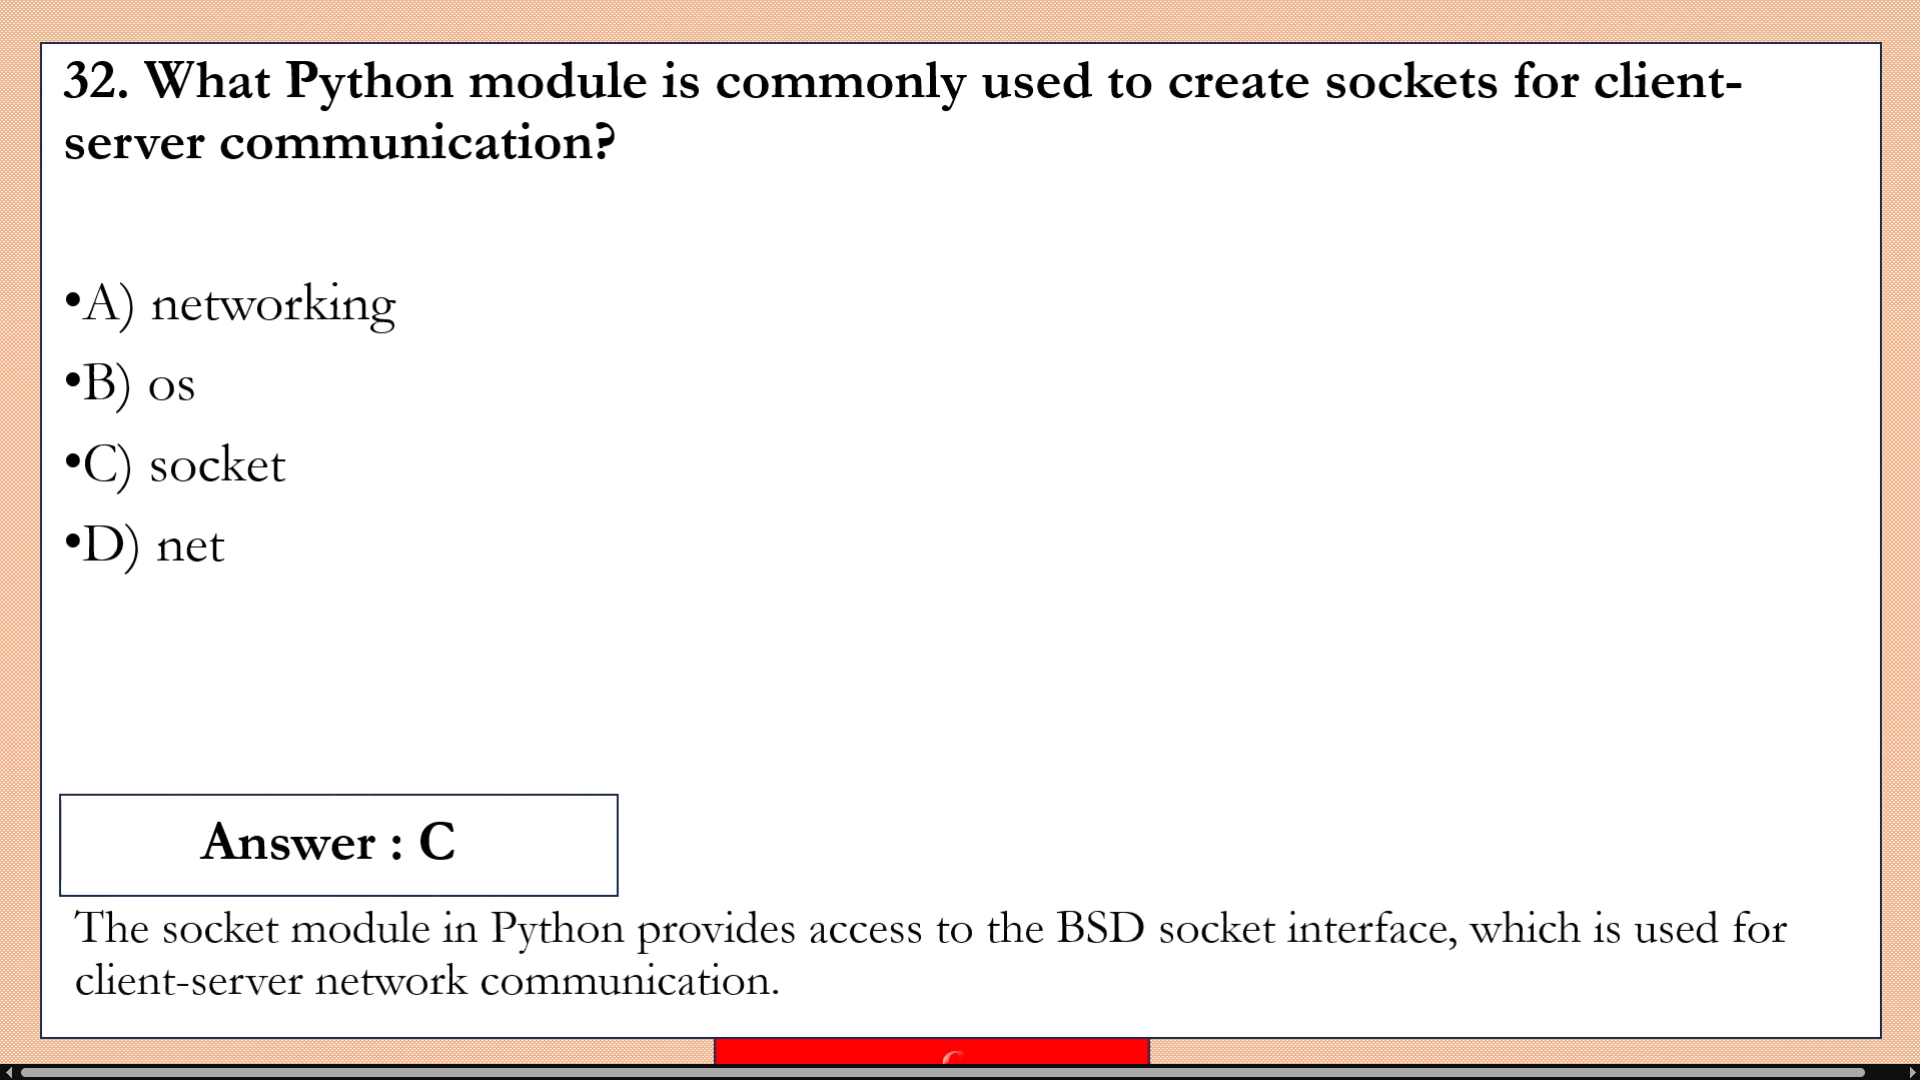 32. What Python module is commonly used to create sockets for client-
server communication?
•A) networking
•B) os
•C) socket
•D) net
Answer : C
The socket module in Python provides access to the BSD socket interface, which is used for
client-server network communication.